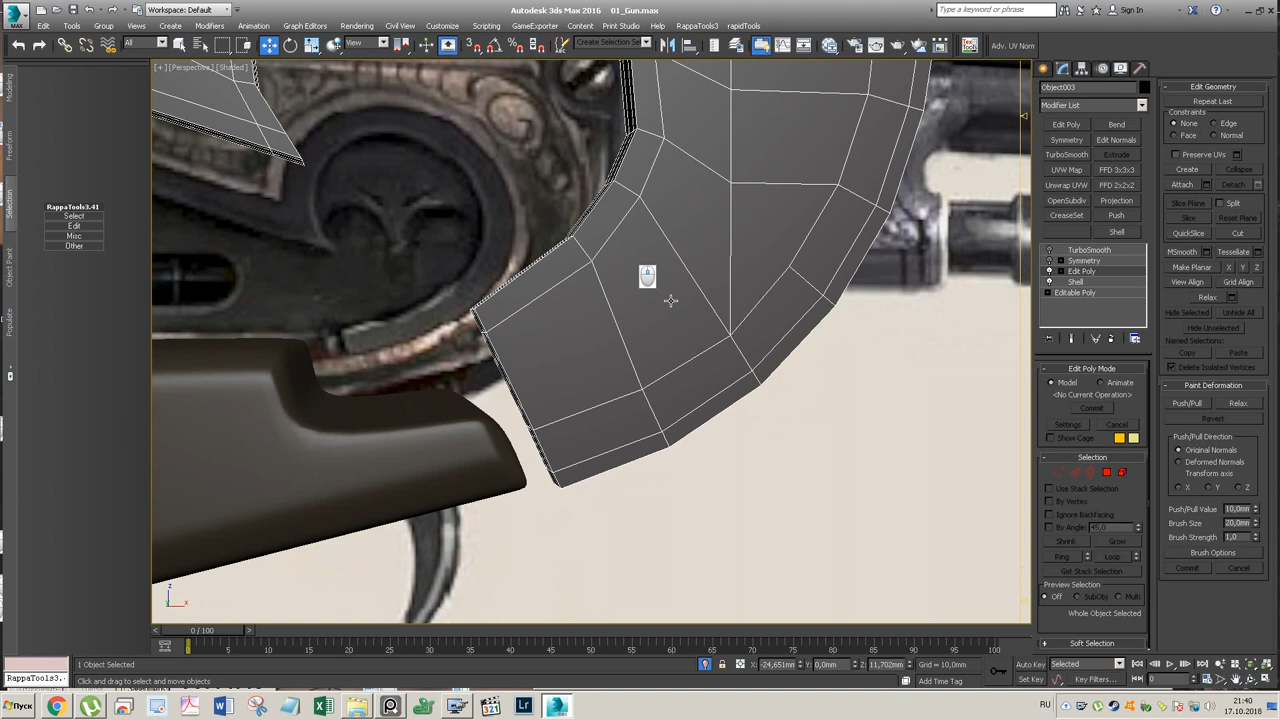 MAX
Workspace: Default
Autodesk 3ds Max 2016 01_Gun.max
Type a keyword or phrase
Sign In
Edit Tools Group Views Create Modifiers Animation Graph Editors Rendering Civil View Customize Scripting GameExporter Content Print Studio Help RappaTools3 rapidTools
All
View
Create Selection Se
Adv. UV Norm
[+][Perspective][Shaded]
Modeling
Freeform
Selection
Object Paint
Populate
RappaTools3.41
Select
Edit
Misc
Other
Object003
Modifier List
Edit Poly Bend
Symmetry Edit Normals
TurboSmooth Extrude
UVW Map FFD 3x3x3
Unwrap UVW FFD 2x2x2
OpenSubdiv Projection
CreaseSet Push
Shell
TurboSmooth
Symmetry
Edit Poly
Shell
Editable Poly
Edit Poly Mode
Model Animate
<No Current Operation>
Commit
Settings Cancel
Show Cage
Selection
Use Stack Selection
By Vertex
Ignore Backfacing
By Angle: 45,0
Shrink Grow
Ring Loop
Get Stack Selection
Preview Selection
Off SubObj Multi
Whole Object Selected
Soft Selection
Edit Geometry
Repeat Last
Constraints
None Edge
Face Normal
Preserve UVs
Create Collapse
Attach Detach
Slice Plane Split
Slice Reset Plane
QuickSlice Cut
MSmooth Tessellate
Make Planar X Y Z
View Align Grid Align
Relax
Hide Selected Unhide All
Hide Unselected
Named Selections:
Copy Paste
Delete Isolated Vertices
Paint Deformation
Push/Pull Relax
Revert
Push/Pull Direction
Original Normals
Deformed Normals
Transform axis
X Y Z
Push/Pull Value 10,0mm
Brush Size 20,0mm
Brush Strength 1,0
Brush Options
Commit Cancel
z
x
0 / 100
0 5 10 15 20 25 30 35 40 45 50 55 60 65 70 75 80 85 90 95 100
1 Object Selected
X: -24,651mm Y: 0,0mm Z: 11,702mm Grid = 10,0mm
Auto Key Selected
RappaTools3.
Click and drag to select and move objects
Add Time Tag
Set Key Key Filters...
0
Пуск
321
Lr
RU
21:40
17.10.2018